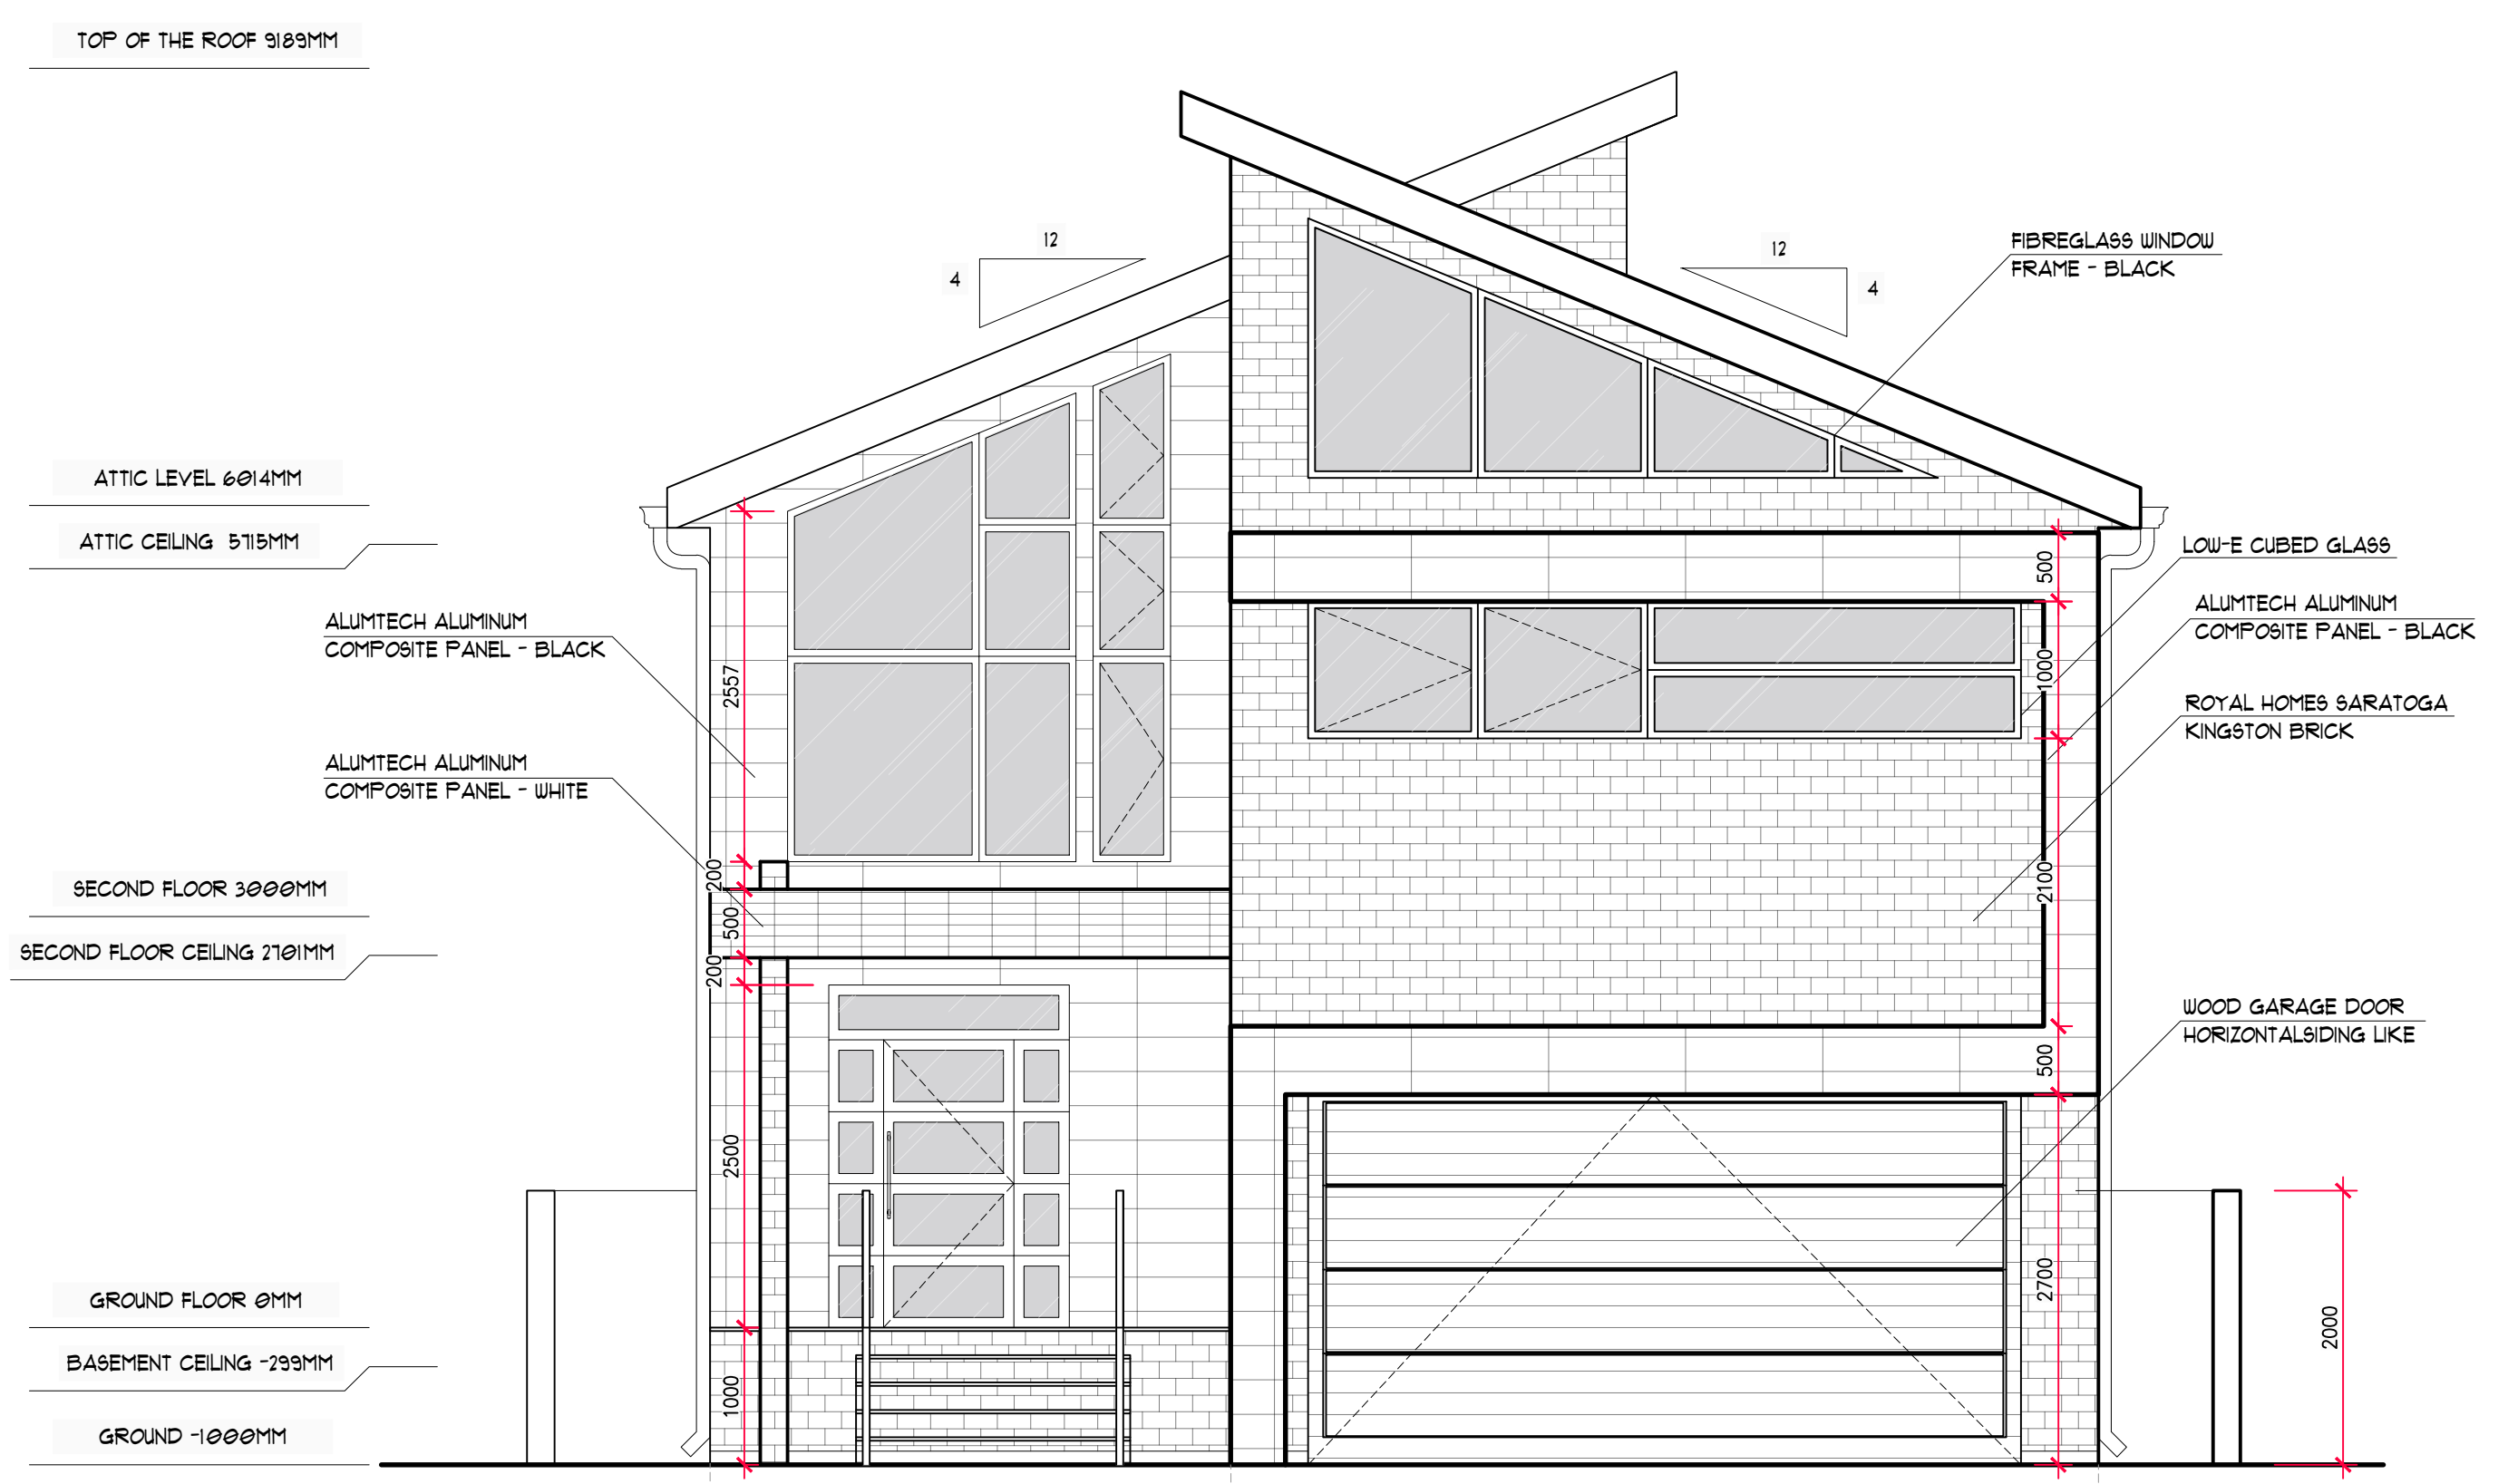 TOP OF THE ROOF 9189MM
12
4
12
4
FIBREGLASS WINDOW
FRAME - BLACK
ATTIC LEVEL 6014MM
ATTIC CEILING 5715MM
500
LOW-E CUBED GLASS
ALUMTECH ALUMINUM
COMPOSITE PANEL - BLACK
ALUMTECH ALUMINUM
COMPOSITE PANEL - BLACK
2557
1000
ROYAL HOMES SARATOGA
KINGSTON BRICK
ALUMTECH ALUMINUM
COMPOSITE PANEL - WHITE
200
2100
SECOND FLOOR 3000MM
500
SECOND FLOOR CEILING 2701MM
200
WOOD GARAGE DOOR
HORIZONTALSIDING LIKE
500
2500
2700
2000
GROUND FLOOR 0MM
BASEMENT CEILING -299MM
1000
GROUND -1000MM